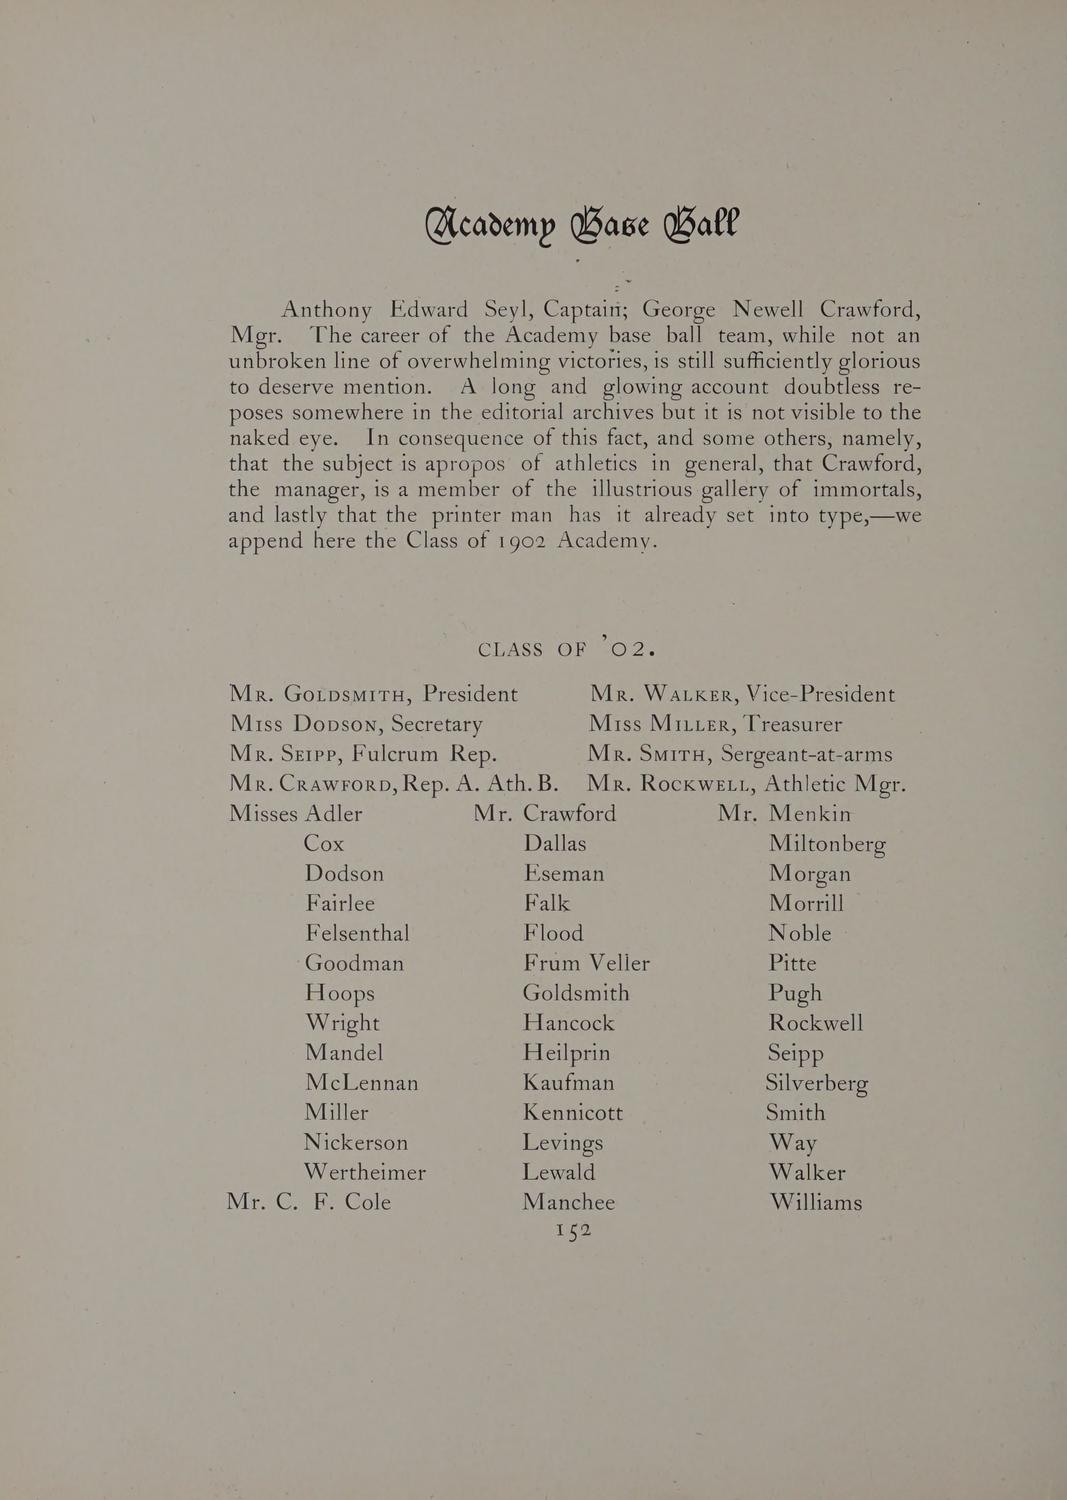 Academy Base Ball
Anthony Edward Seyl, Captain; George Newell Crawford,
Mgr. The career of the Academy base ball team, while not an
unbroken line of overwhelming victories, is still sufficiently glorious
to deserve mention. A long and glowing account doubtless re-
poses somewhere in the editorial archives but it is not visible to the
naked eye. In consequence of this fact, and some others, namely,
that the subject is apropos of athletics in general, that Crawford,
the manager, is a member of the illustrious gallery of immortals,
and lastly that the printer man has it already set into type,—we
append here the Class of 1902 Academy.
CLASS OF '02.
Mr. Goldsmith, President Mr. Walker, Vice-President
Miss Dodson, Secretary Miss Miller, Treasurer
Mr. Seipp, Fulcrum Rep. Mr. Smith, Sergeant-at-arms
Mr. Crawford, Rep. A. Ath. B. Mr. Rockwell, Athletic Mgr.
Misses Adler Mr. Crawford Mr. Menkin
Cox Dallas Miltonberg
Dodson Eseman Morgan
Fairlee Falk Morrill
Felsenthal Flood Noble
Goodman Frum Veller Pitte
Hoops Goldsmith Pugh
Wright Hancock Rockwell
Mandel Heilprin Seipp
McLennan Kaufman Silverberg
Miller Kennicott Smith
Nickerson Levings Way
Wertheimer Lewald Walker
Mr. C. F. Cole Manchee Williams
152